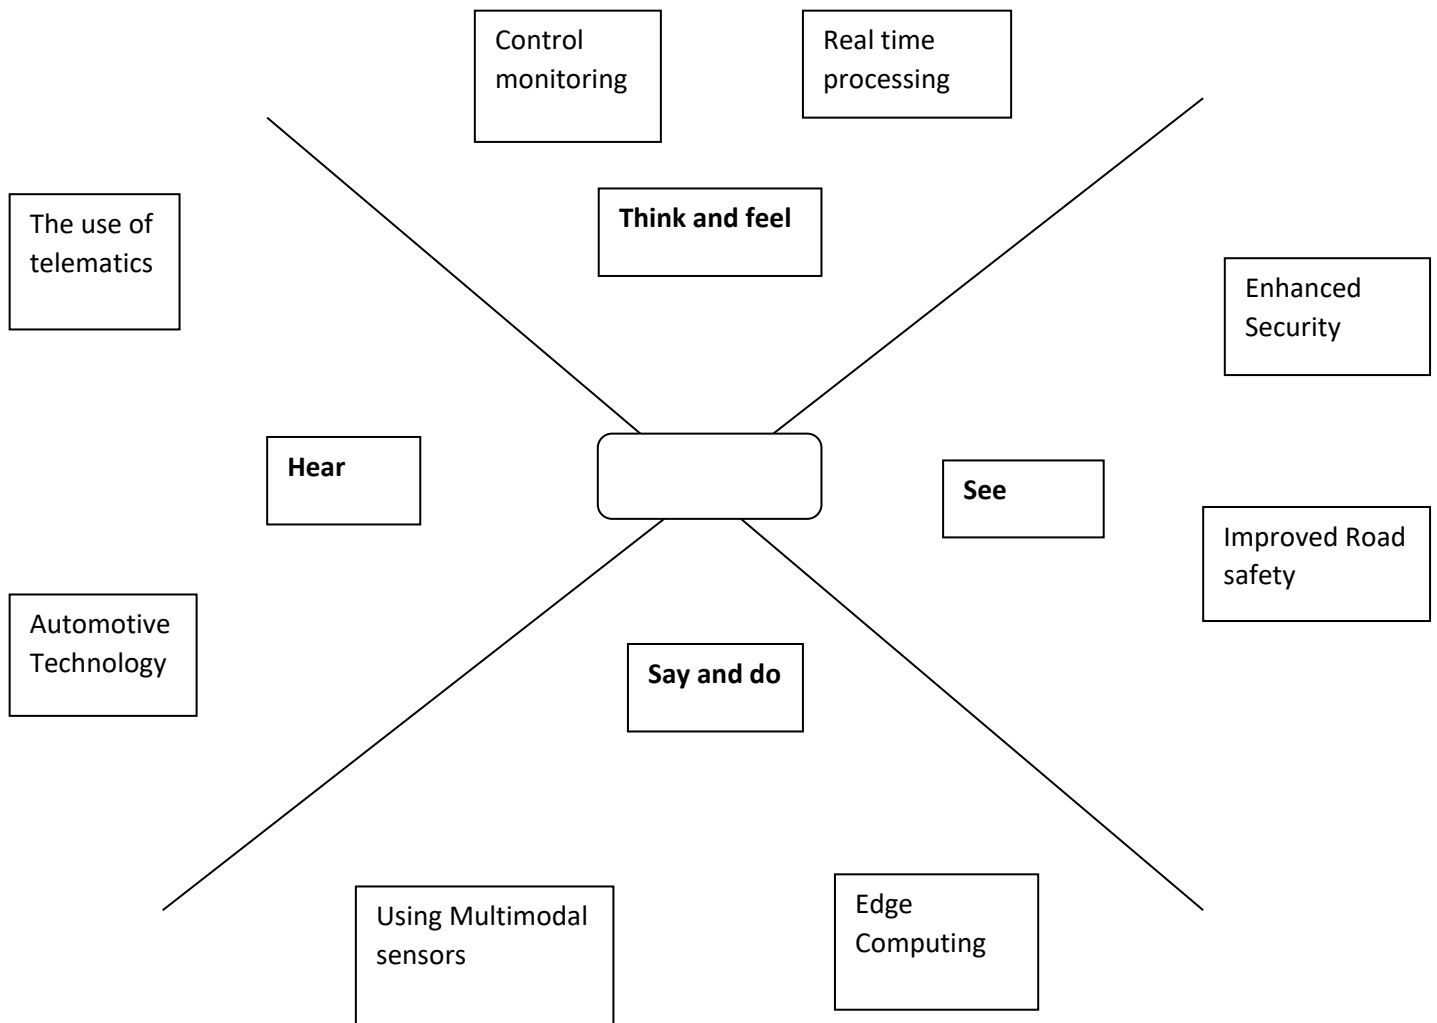 Control
monitoring
Real time
processing
Think and feel
The use of
telematics
Enhanced
Security
Hear
See
Improved Road
safety
Automotive
Technology
Say and do
Using Multimodal
sensors
Edge
Computing